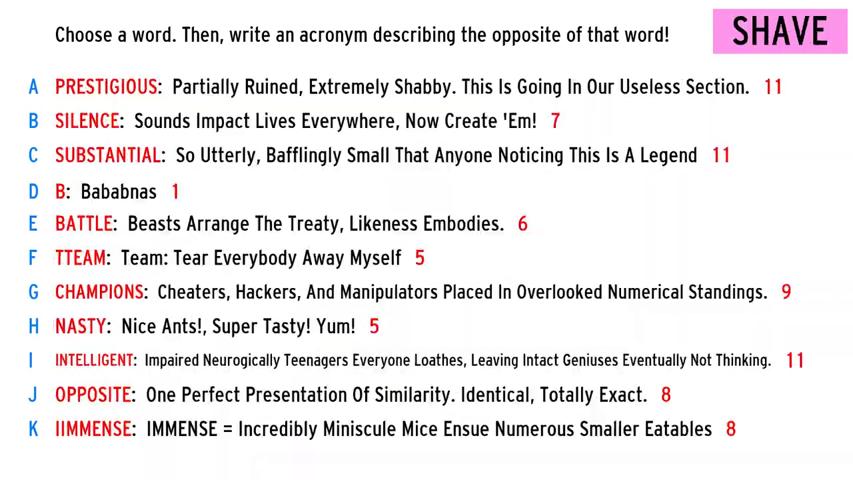 Choose a word. Then, write an acronym describing the opposite of that word!
SHAVE
A PRESTIGIOUS: Partially Ruined, Extremely Shabby. This Is Going In Our Useless Section. 11
B SILENCE: Sounds Impact Lives Everywhere, Now Create 'Em! 7
C SUBSTANTIAL: So Utterly, Bafflingly Small That Anyone Noticing This Is A Legend 11
D B: Bababnas 1
E BATTLE: Beasts Arrange The Treaty, Likeness Embodies. 6
F TTEAM: Team: Tear Everybody Away Myself 5
G CHAMPIONS: Cheaters, Hackers, And Manipulators Placed In Overlooked Numerical Standings. 9
H NASTY: Nice Ants!, Super Tasty! Yum! 5
I INTELLIGENT: Impaired Neurogically Teenagers Everyone Loathes, Leaving Intact Geniuses Eventually Not Thinking. 11
J OPPOSITE: One Perfect Presentation Of Similarity. Identical, Totally Exact. 8
K IIMMENSE: IMMENSE = Incredibly Miniscule Mice Ensue Numerous Smaller Eatables 8